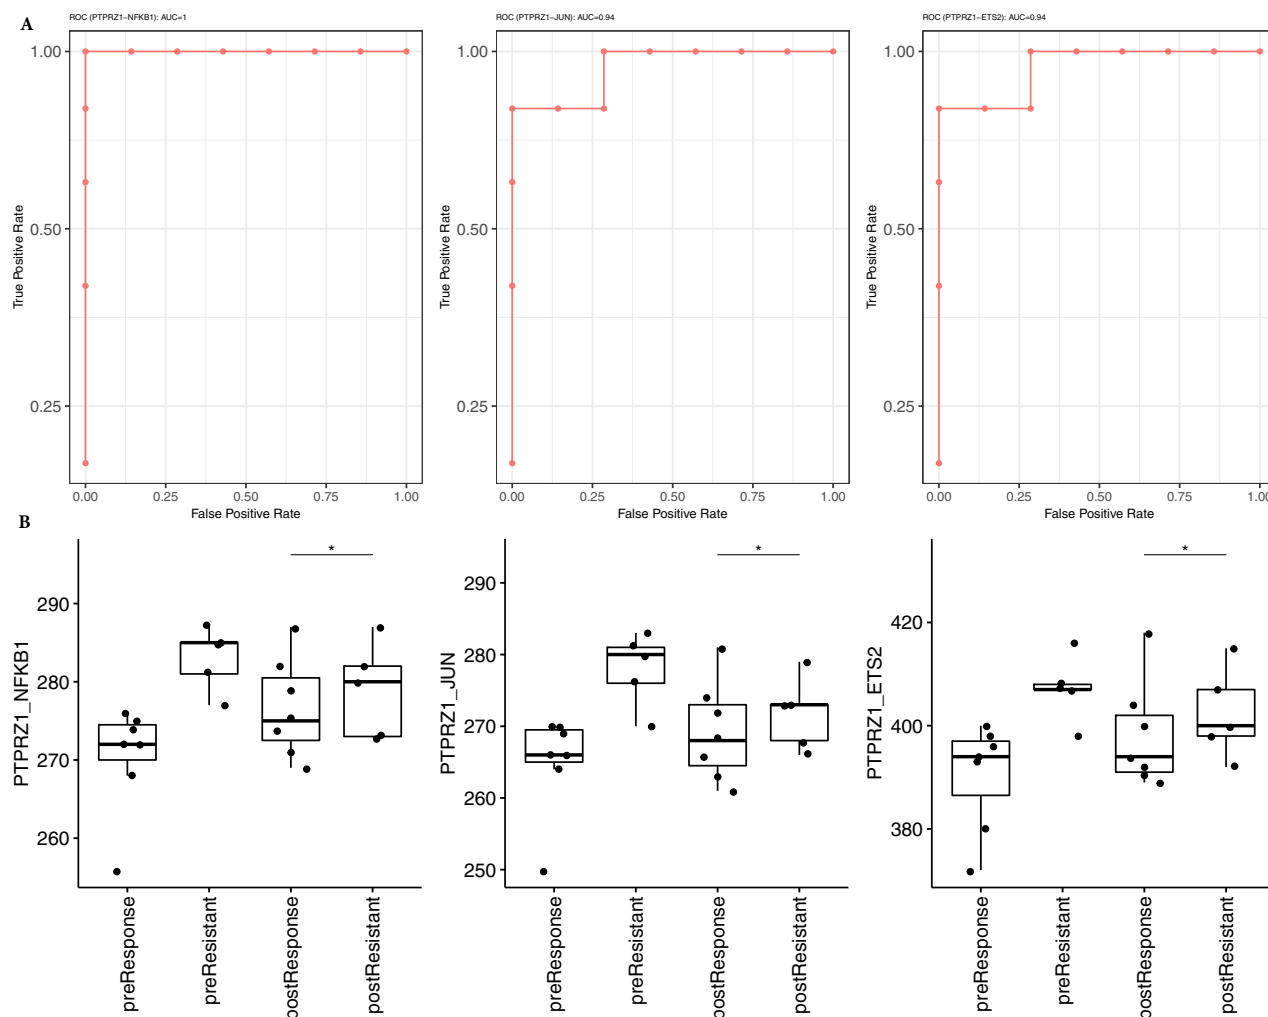 A
ROC (PTPRZ1−NFKB1): AUC=1
ROC (PTPRZ1−JUN): AUC=0.94
ROC (PTPRZ1−ETS2): AUC=0.94
1.00
0.50
0.25
True Positive Rate
0.00 0.25 0.50 0.75 1.00
False Positive Rate
1.00
0.50
0.25
True Positive Rate
0.00 0.25 0.50 0.75 1.00
False Positive Rate
1.00
0.50
0.25
True Positive Rate
0.00 0.25 0.50 0.75 1.00
False Positive Rate
B
*
290
280
270
260
PTPRZ1_NFKB1
preResponse
preResistant
postResponse
postResistant
*
290
280
270
260
250
PTPRZ1_JUN
preResponse
preResistant
postResponse
postResistant
*
420
400
380
PTPRZ1_ETS2
preResponse
preResistant
postResponse
postResistant